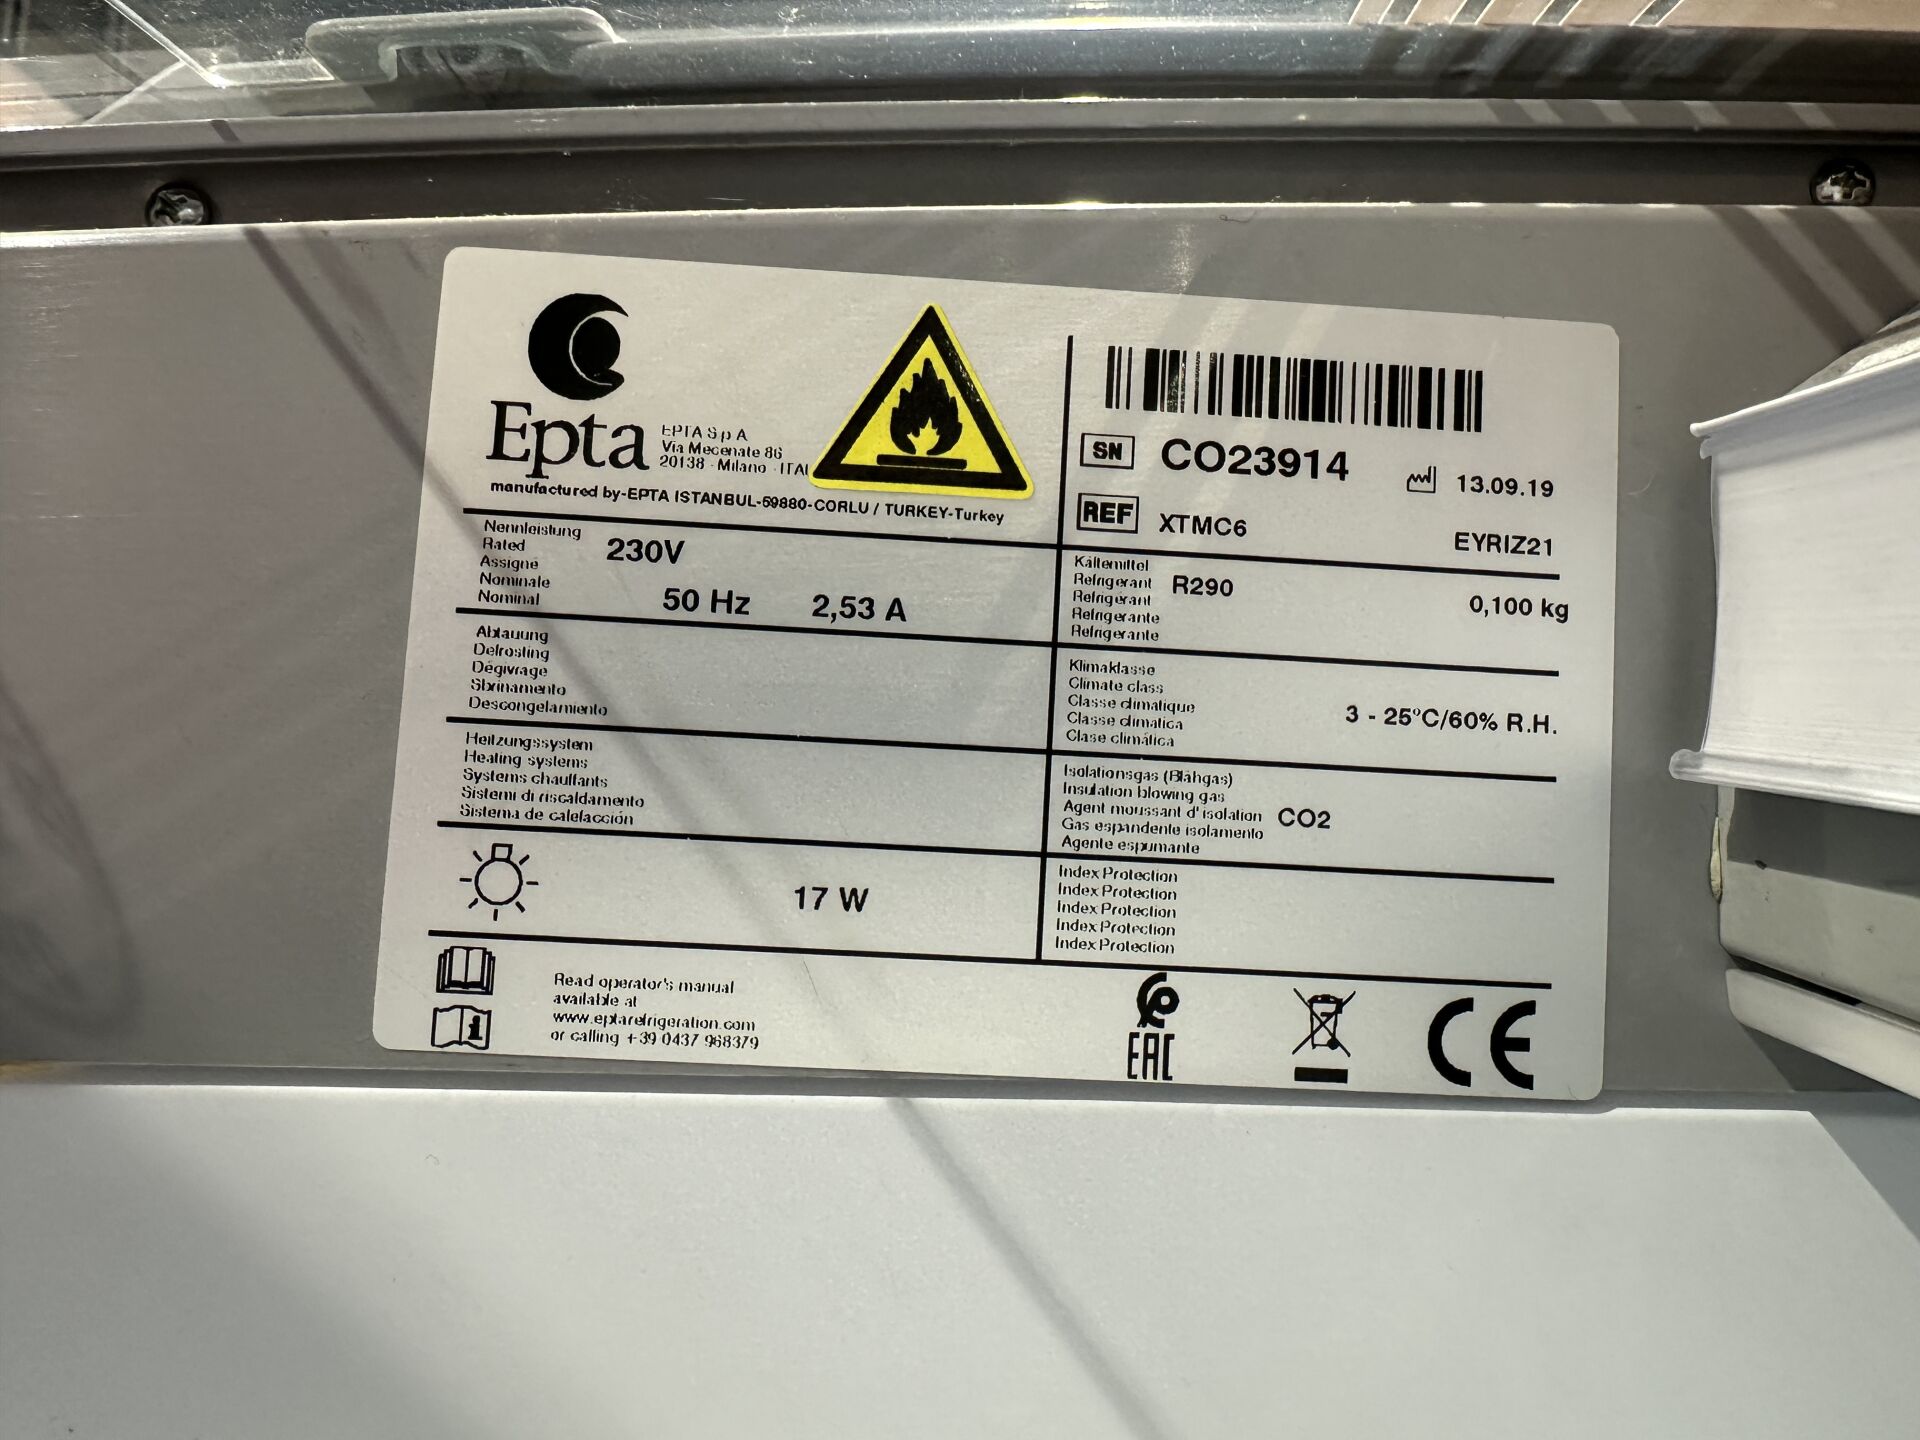 Epta
EPTA S p A
Via Mecenate 86
20138 - Milano - ITAL
manufactured by-EPTA ISTANBUL-59880-CORLU / TURKEY-Turkey
SN CO23914 13.09.19
REF XTMC6 EYRIZ21
Nennleistung
Rated
Assigné
Nominale
Nominal
230V
50 Hz 2,53 A
Kältemittel
Refrigerant
Refrigérant
Refrigerante
Refrigerante
R290
0,100 kg
Abtauung
Defrosting
Dégivrage
Sbrinamento
Descongelamiento
Klimaklasse
Climate class
Classe climatique
Classe climatica
Clase climática
3 - 25°C/60% R.H.
Heitzungssystem
Heating systems
Systems chauffants
Sistemi di riscaldamento
Sistema de calefacción
Isolationsgas (Blähgas)
Insulation blowing gas
Agent moussant d'isolation
Gas espandente isolamento
Agente espumante
CO2
17 W
Index Protection
Index Protection
Index Protection
Index Protection
Index Protection
Read operator's manual
available at
www.eptarefrigeration.com
or calling +39 0437 968379
EAC
CE